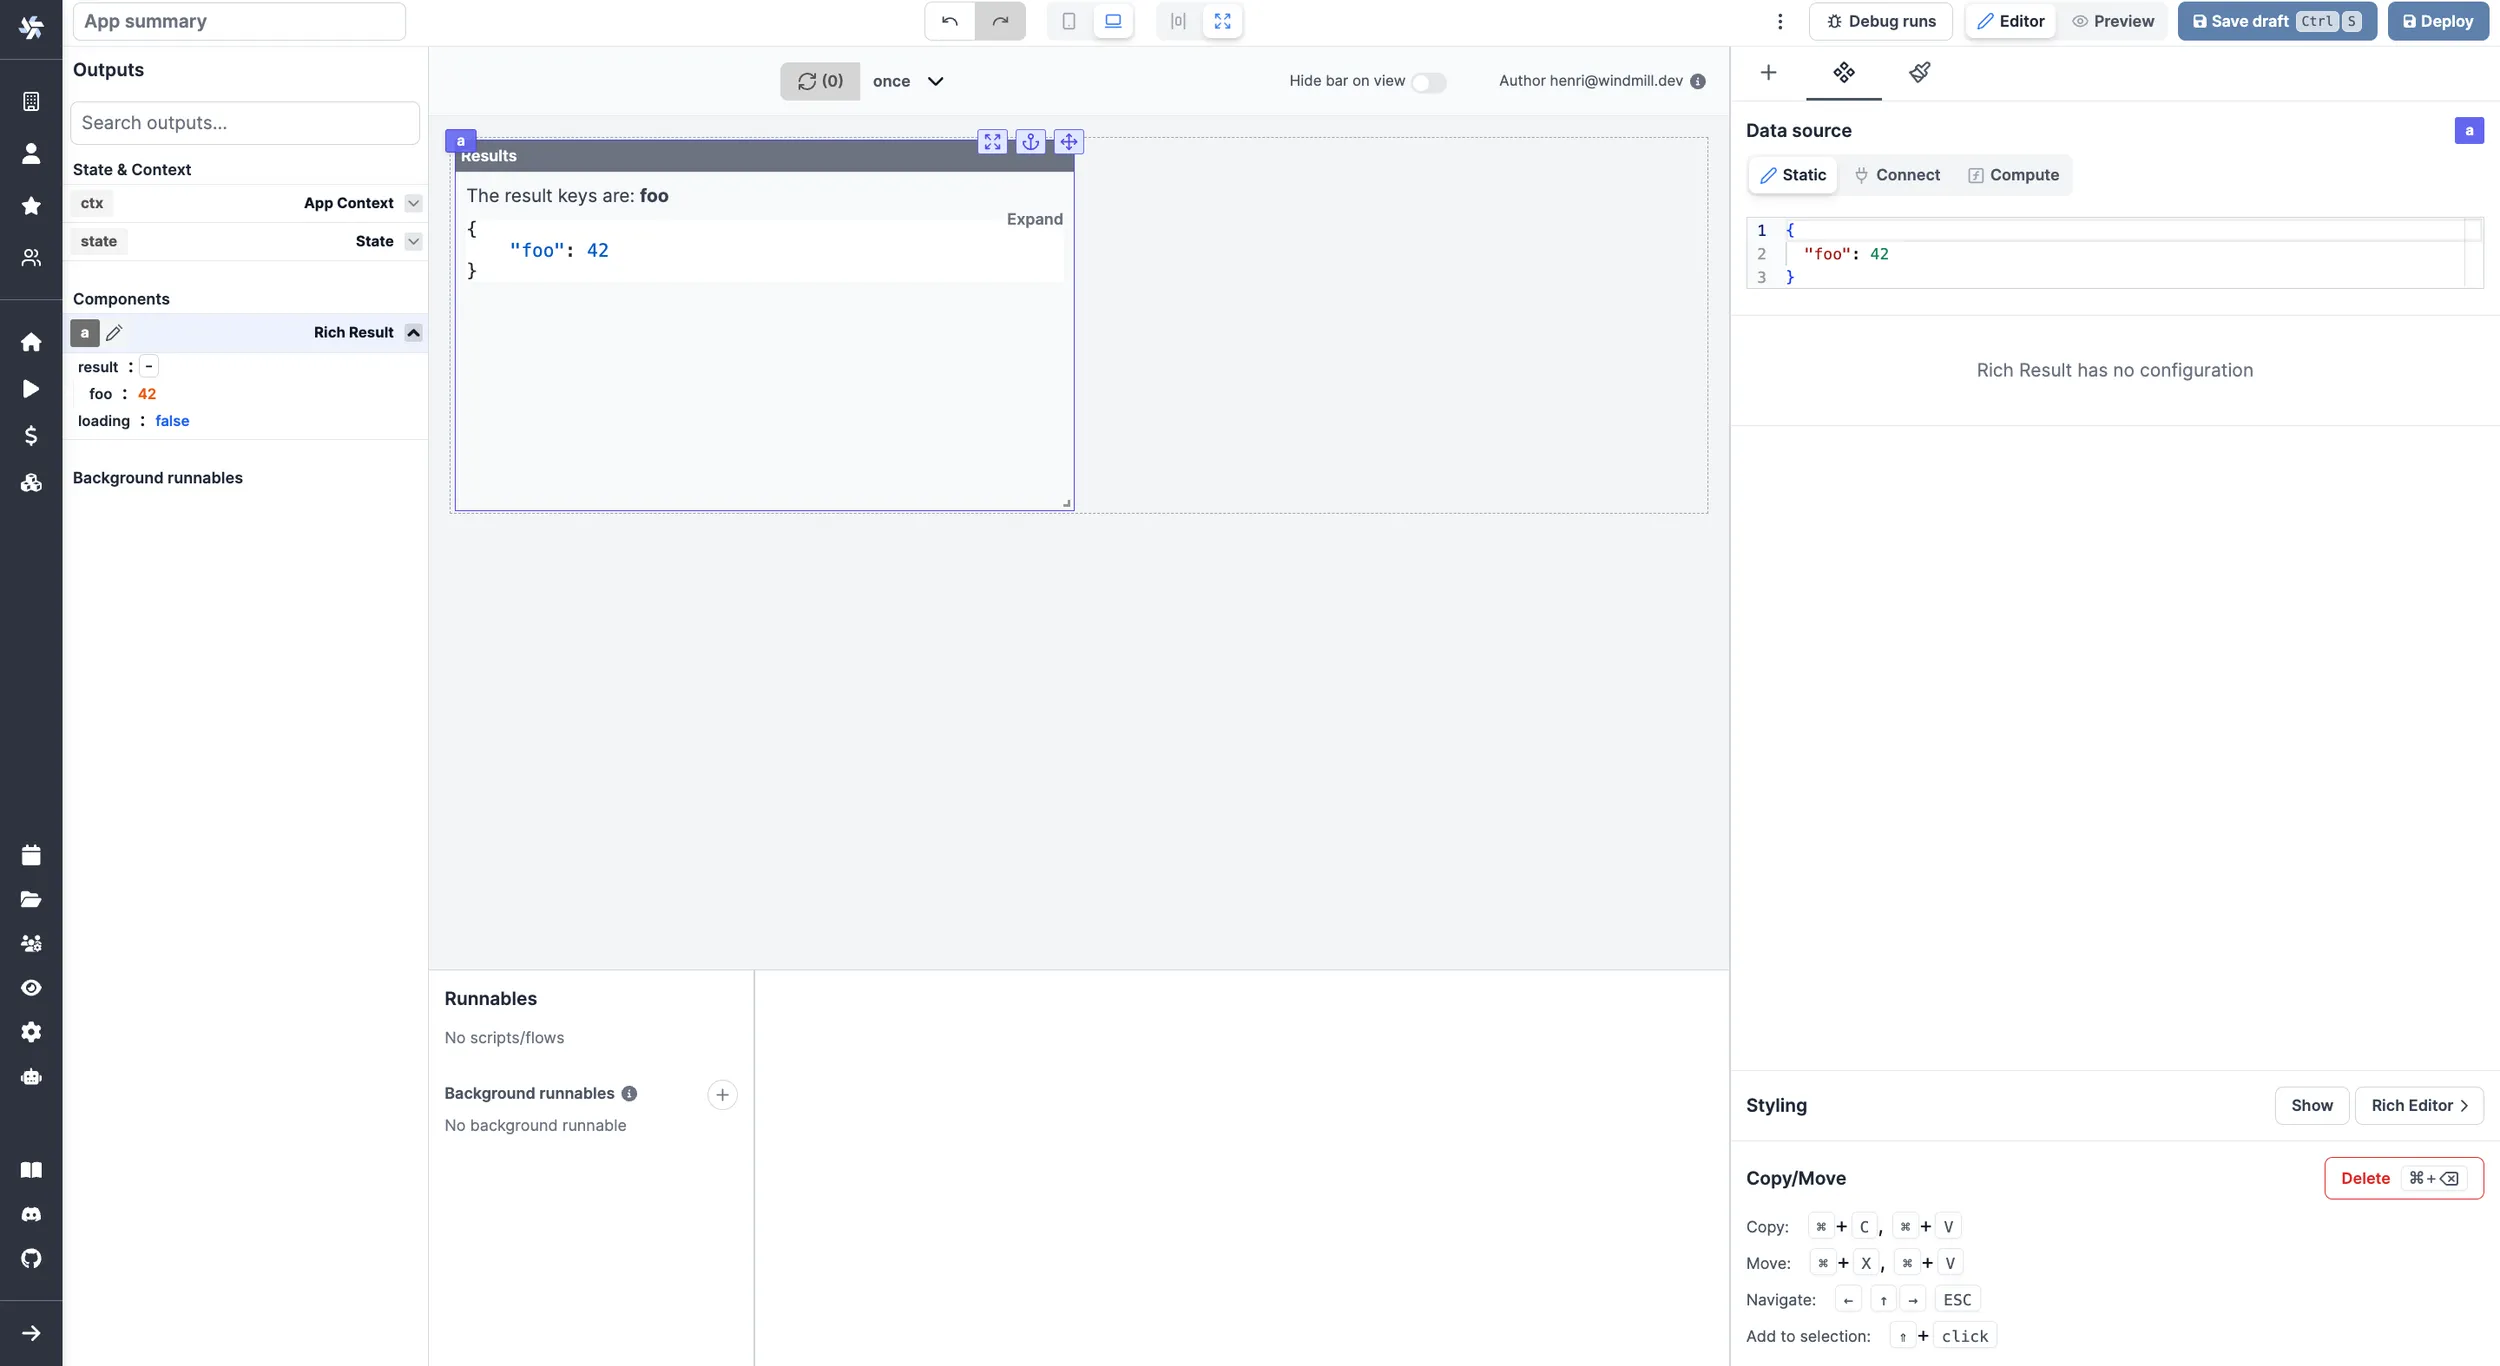 App summary
Debug runs
Editor
Preview
Save draft Ctrl S
Deploy
Outputs
Search outputs...
State & Context
ctx App Context
state State
Components
a Rich Result
result : -
foo : 42
loading : false
Background runnables
(0) once
Hide bar on view
Author henri@windmill.dev
a
Results
The result keys are: foo
Expand
{
"foo": 42
}
Runnables
No scripts/flows
Background runnables
No background runnable
Data source a
Static Connect Compute
1 {
2 "foo": 42
3 }
Rich Result has no configuration
Styling Show Rich Editor
Copy/Move Delete ⌘+⌫
Copy: ⌘ + C, ⌘ + V
Move: ⌘ + X, ⌘ + V
Navigate: ← ↑ → ESC
Add to selection: ⇑ + click